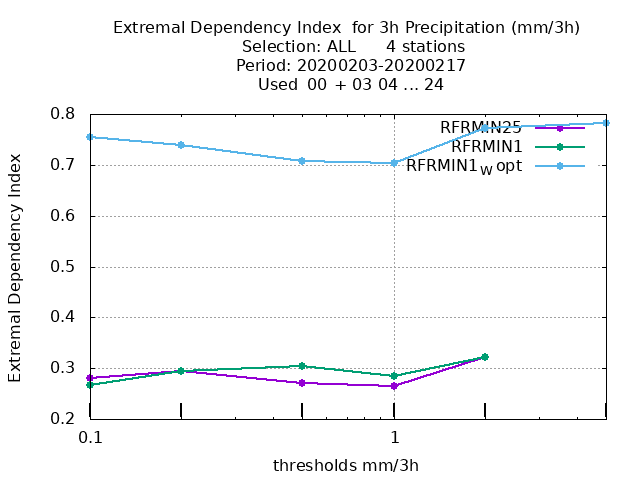 Extremal Dependency Index  for 3h Precipitation (mm/3h)
Selection: ALL      4 stations
Period: 20200203-20200217
Used  00  + 03 04 ... 24
RFRMIN25
RFRMIN1
RFRMIN1W opt
0.8
0.7
0.6
0.5
0.4
0.3
0.2
Extremal Dependency Index
0.1
1
thresholds mm/3h